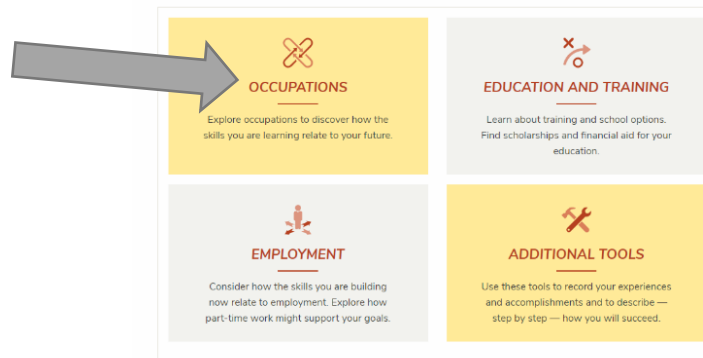 OCCUPATIONS
Explore occupations to discover how the
skills you are learning relate to your future.
EDUCATION AND TRAINING
Learn about training and school options.
Find scholarships and financial aid for your
education.
EMPLOYMENT
Consider how the skills you are building
now relate to employment. Explore how
part-time work might support your goals.
ADDITIONAL TOOLS
Use these tools to record your experiences
and accomplishments and to describe —
step by step — how you will succeed.